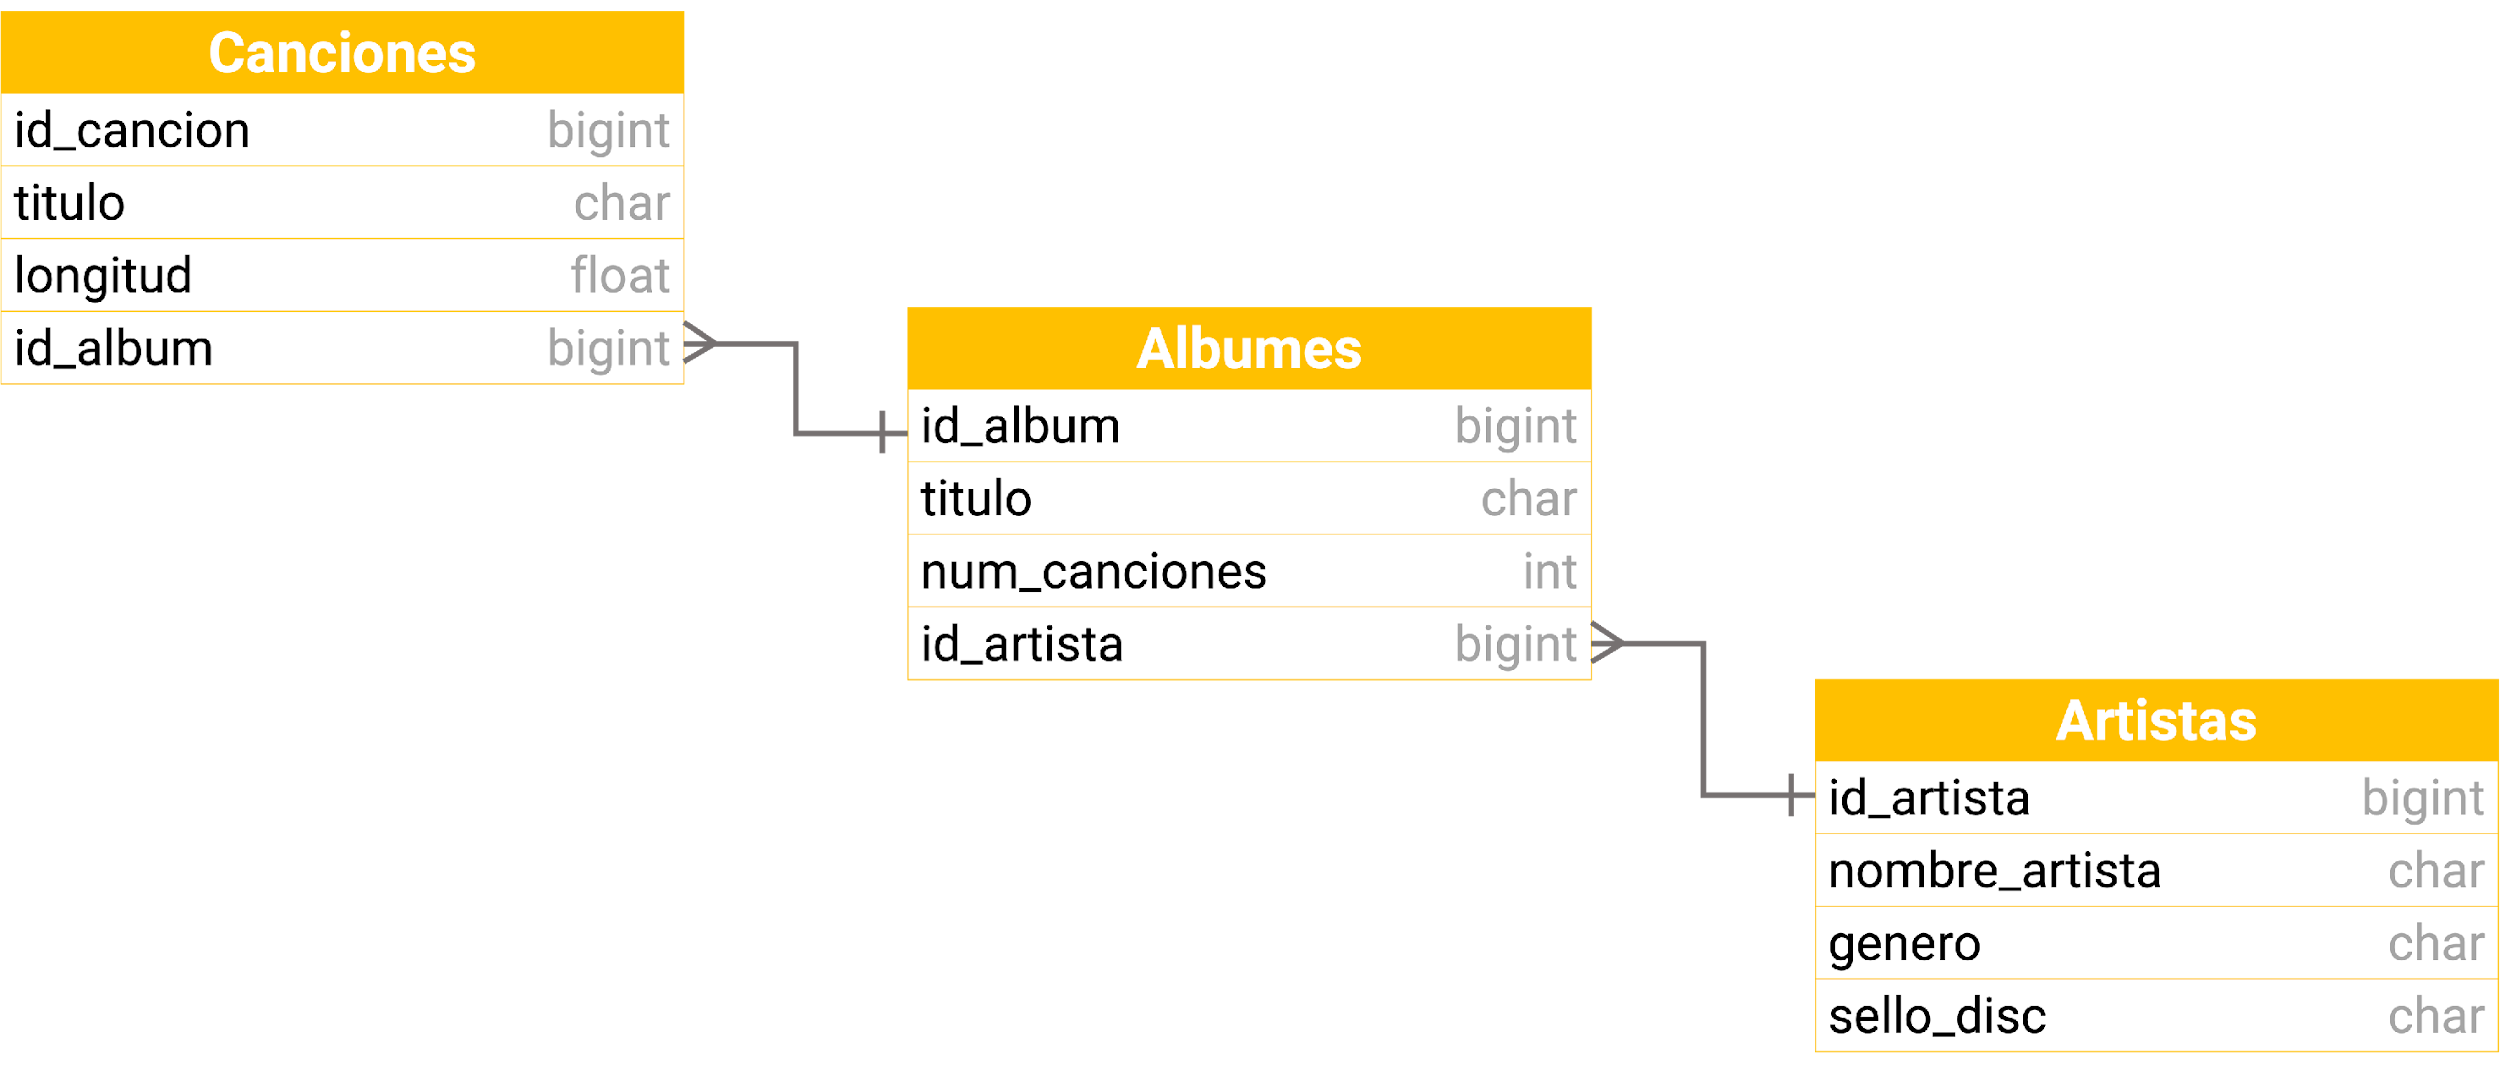 Canciones
id_cancion bigint
titulo char
longitud float
id_album bigint
Albumes
id_album bigint
titulo char
num_canciones int
id_artista bigint
Artistas
id_artista bigint
nombre_artista char
genero char
sello_disc char